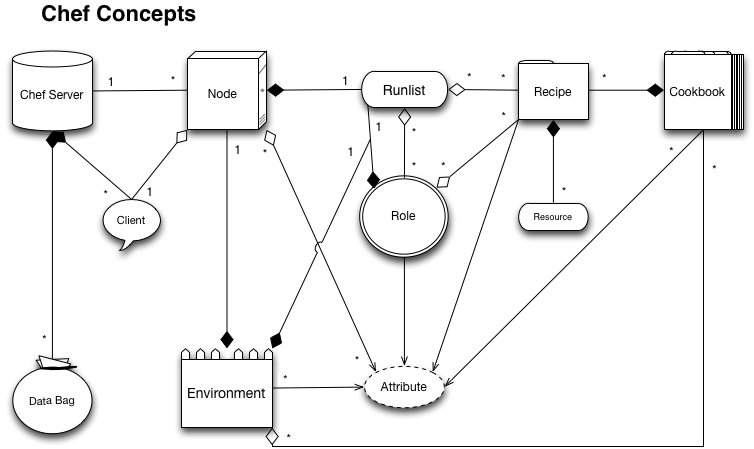 Chef Concepts
Chef Server
1
*
Node
1
Runlist
*
*
Recipe
*
Cookbook
*
1
*
1
1
*
*
*
*
*
*
1
Client
Role
*
Resource
*
Data Bag
Environment
*
*
Attribute
*